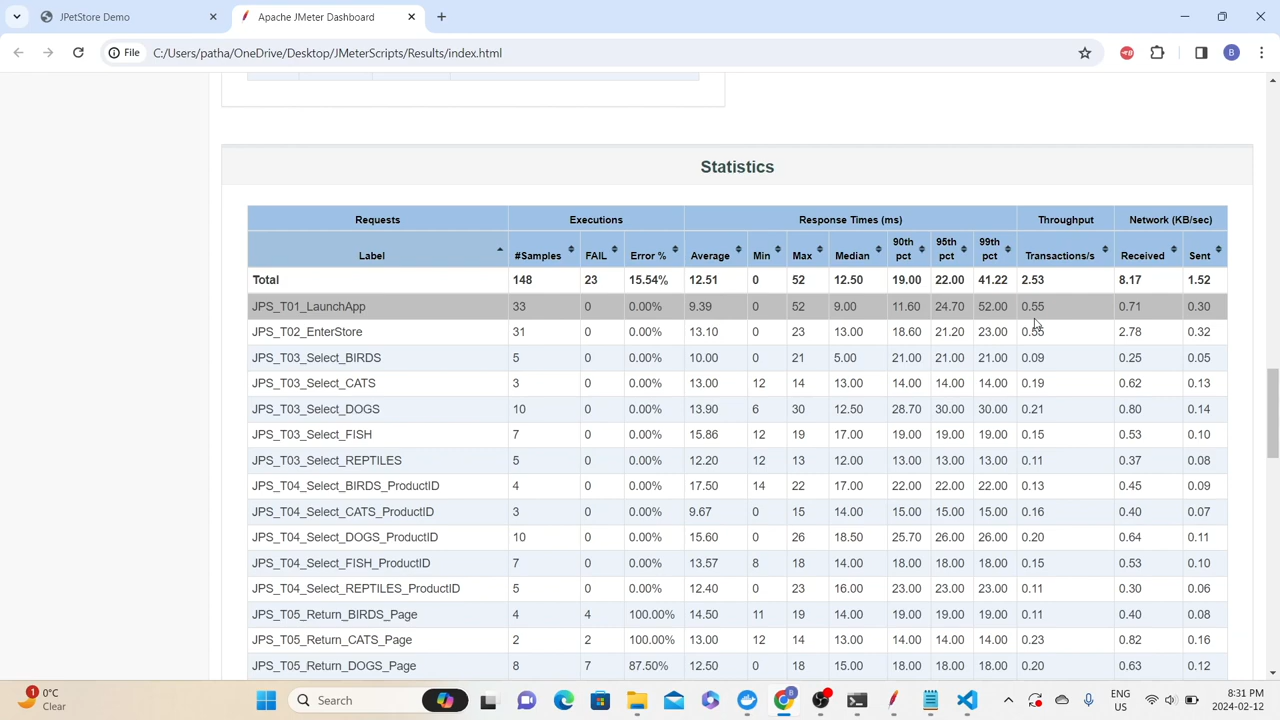 JPetStore Demo
Apache JMeter Dashboard
File C:/Users/patha/OneDrive/Desktop/JMeterScripts/Results/index.html
B
Statistics
Requests Executions Response Times (ms) Throughput Network (KB/sec)
Label #Samples FAIL Error % Average Min Max Median 90th pct 95th pct 99th pct Transactions/s Received Sent
Total 148 23 15.54% 12.51 0 52 12.50 19.00 22.00 41.22 2.53 8.17 1.52
JPS_T01_LaunchApp 33 0 0.00% 9.39 0 52 9.00 11.60 24.70 52.00 0.55 0.71 0.30
JPS_T02_EnterStore 31 0 0.00% 13.10 0 23 13.00 18.60 21.20 23.00 0.55 2.78 0.32
JPS_T03_Select_BIRDS 5 0 0.00% 10.00 0 21 5.00 21.00 21.00 21.00 0.09 0.25 0.05
JPS_T03_Select_CATS 3 0 0.00% 13.00 12 14 13.00 14.00 14.00 14.00 0.19 0.62 0.13
JPS_T03_Select_DOGS 10 0 0.00% 13.90 6 30 12.50 28.70 30.00 30.00 0.21 0.80 0.14
JPS_T03_Select_FISH 7 0 0.00% 15.86 12 19 17.00 19.00 19.00 19.00 0.15 0.53 0.10
JPS_T03_Select_REPTILES 5 0 0.00% 12.20 12 13 12.00 13.00 13.00 13.00 0.11 0.37 0.08
JPS_T04_Select_BIRDS_ProductID 4 0 0.00% 17.50 14 22 17.00 22.00 22.00 22.00 0.13 0.45 0.09
JPS_T04_Select_CATS_ProductID 3 0 0.00% 9.67 0 15 14.00 15.00 15.00 15.00 0.16 0.40 0.07
JPS_T04_Select_DOGS_ProductID 10 0 0.00% 15.60 0 26 18.50 25.70 26.00 26.00 0.20 0.64 0.11
JPS_T04_Select_FISH_ProductID 7 0 0.00% 13.57 8 18 14.00 18.00 18.00 18.00 0.15 0.53 0.10
JPS_T04_Select_REPTILES_ProductID 5 0 0.00% 12.40 0 23 16.00 23.00 23.00 23.00 0.11 0.30 0.06
JPS_T05_Return_BIRDS_Page 4 4 100.00% 14.50 11 19 14.00 19.00 19.00 19.00 0.11 0.40 0.08
JPS_T05_Return_CATS_Page 2 2 100.00% 13.00 12 14 13.00 14.00 14.00 14.00 0.23 0.82 0.16
JPS_T05_Return_DOGS_Page 8 7 87.50% 12.50 0 18 15.00 18.00 18.00 18.00 0.20 0.63 0.12
1 0°C
Clear
Search
ENG
US
8:31 PM
2024-02-12